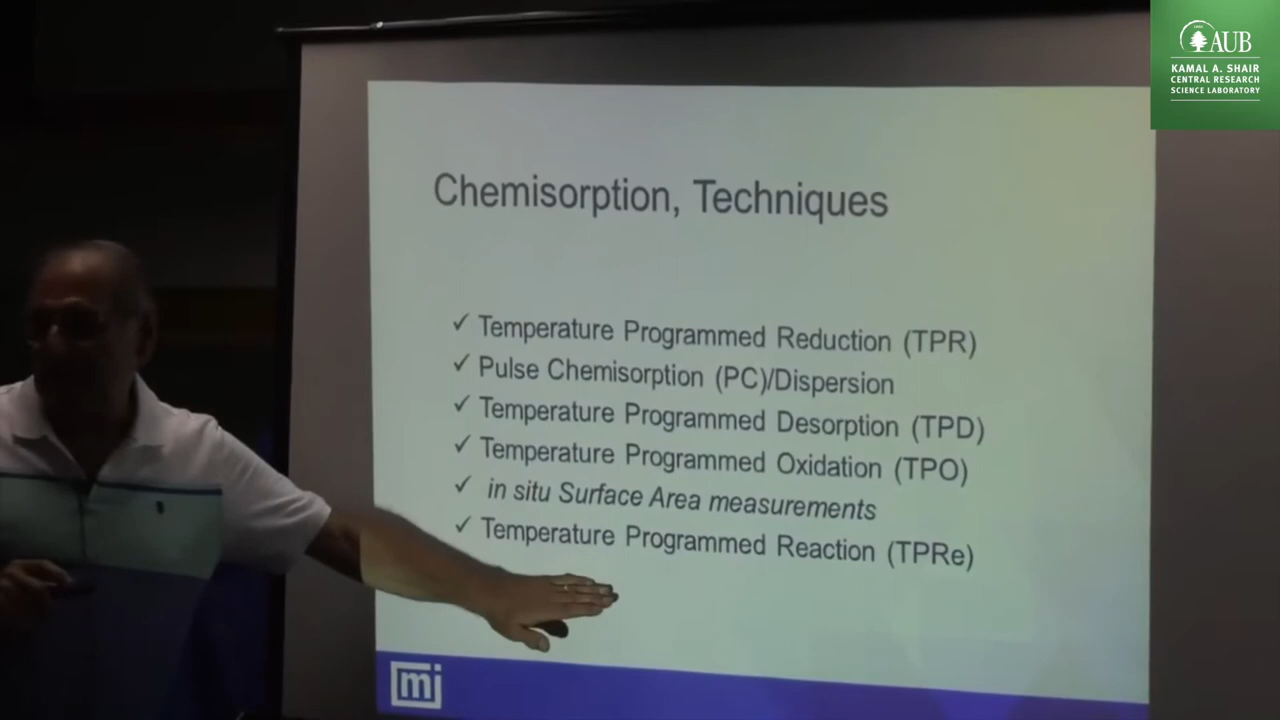 AUB
KAMAL A. SHAIR
CENTRAL RESEARCH
SCIENCE LABORATORY
Chemisorption, Techniques
✓ Temperature Programmed Reduction (TPR)
✓ Pulse Chemisorption (PC)/Dispersion
✓ Temperature Programmed Desorption (TPD)
✓ Temperature Programmed Oxidation (TPO)
✓ in situ Surface Area measurements
✓ Temperature Programmed Reaction (TPRe)
mi